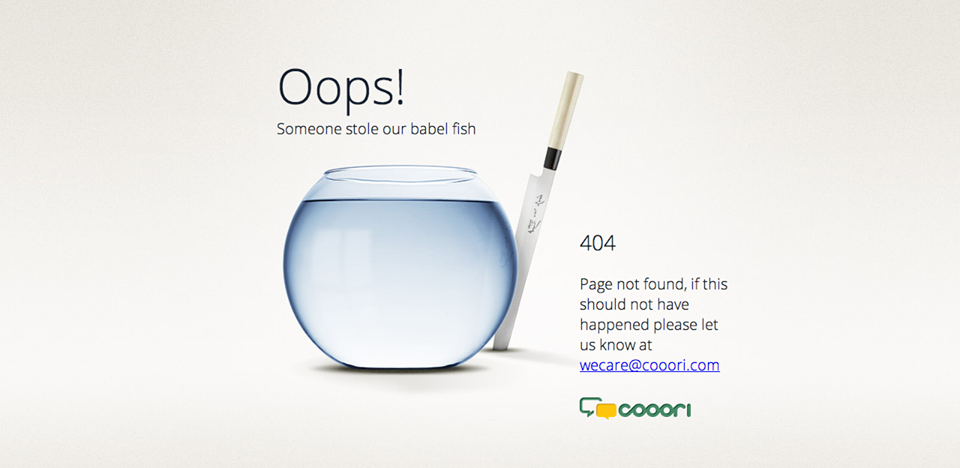 Oops!
Someone stole our babel fish
404
Page not found, if this
should not have
happened please let
us know at
wecare@cooori.com
cooori